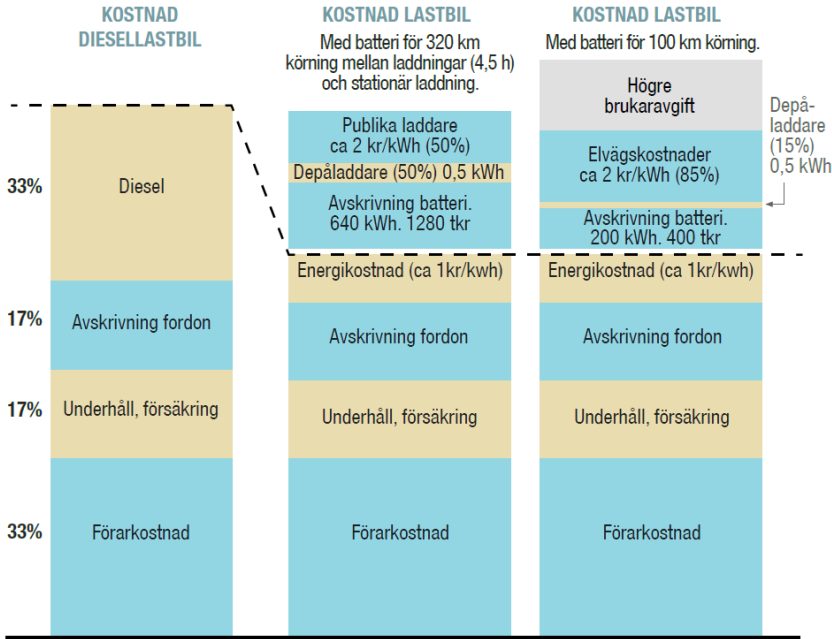 KOSTNAD
DIESELLASTBIL
33%
Diesel
17%
Avskrivning fordon
17%
Underhåll, försäkring
33%
Förarkostnad
KOSTNAD LASTBIL
Med batteri för 320 km
körning mellan laddningar (4,5 h)
och stationär laddning.
Publika laddare
ca 2 kr/kWh (50%)
Depåladdare (50%) 0,5 kWh
Avskrivning batteri.
640 kWh. 1280 tkr
Energikostnad (ca 1kr/kwh)
Avskrivning fordon
Underhåll, försäkring
Förarkostnad
KOSTNAD LASTBIL
Med batteri för 100 km körning.
Högre
brukaravgift
Elvägskostnader
ca 2 kr/kWh (85%)
Avskrivning batteri.
200 kWh. 400 tkr
Energikostnad (ca 1kr/kwh)
Avskrivning fordon
Underhåll, försäkring
Förarkostnad
Depå-
laddare
(15%)
0,5 kWh